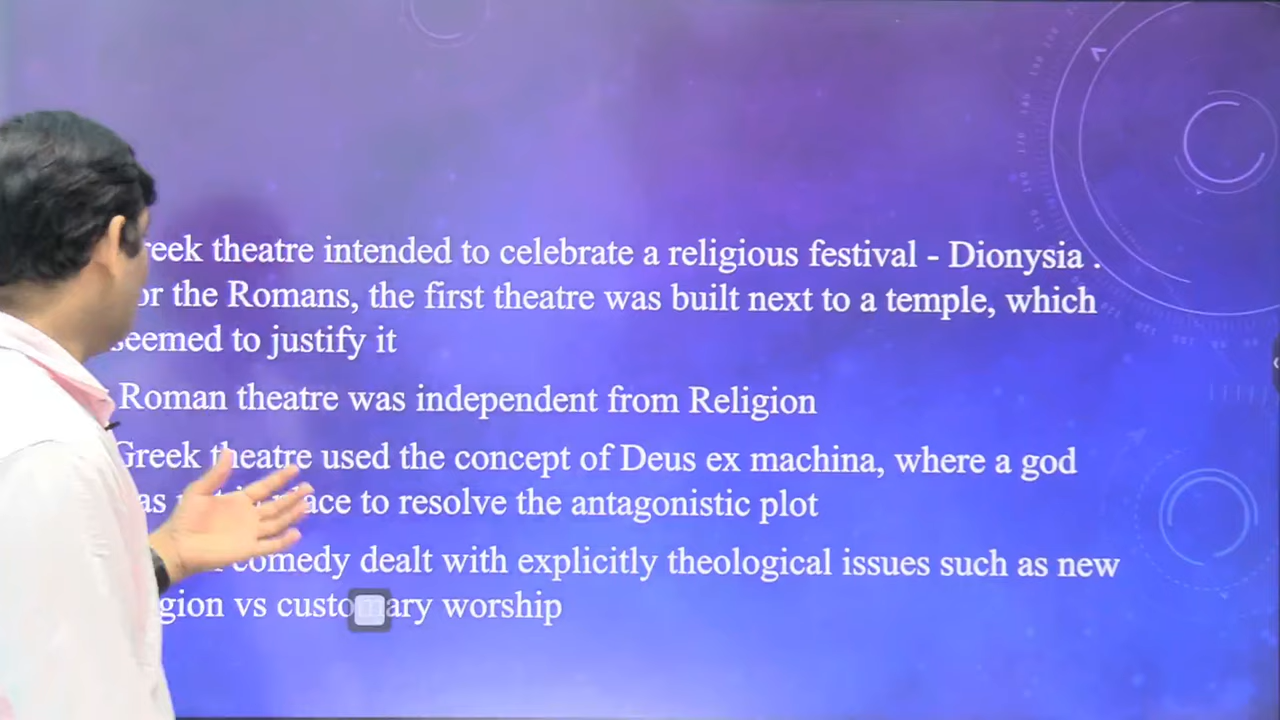 reek theatre intended to celebrate a religious festival - Dionysia .
or the Romans, the first theatre was built next to a temple, which
seemed to justify it
Roman theatre was independent from Religion
Greek theatre used the concept of Deus ex machina, where a god
as place to resolve the antagonistic plot
comedy dealt with explicitly theological issues such as new
gion vs customary worship